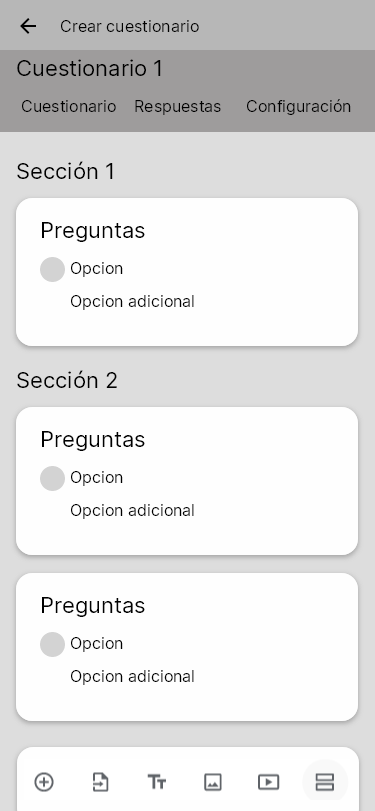 Crear cuestionario
Cuestionario 1
Cuestionario Respuestas Configuración
Sección 1
Preguntas
Opcion
Opcion adicional
Sección 2
Preguntas
Opcion
Opcion adicional
Preguntas
Opcion
Opcion adicional
Tт